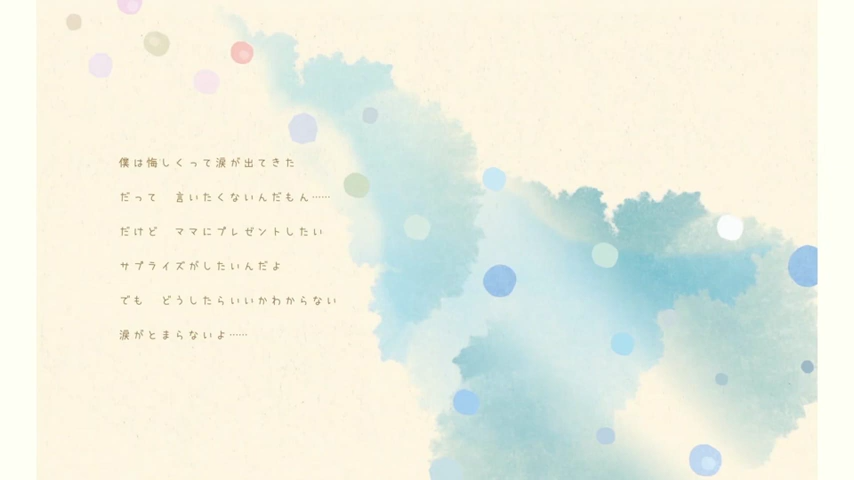 僕は悔しくって涙が出てきた
だって　言いたくないんだもん……
だけど　ママにプレゼントしたい
サプライズがしたいんだよ
でも　どうしたらいいかわからない
涙がとまらないよ……